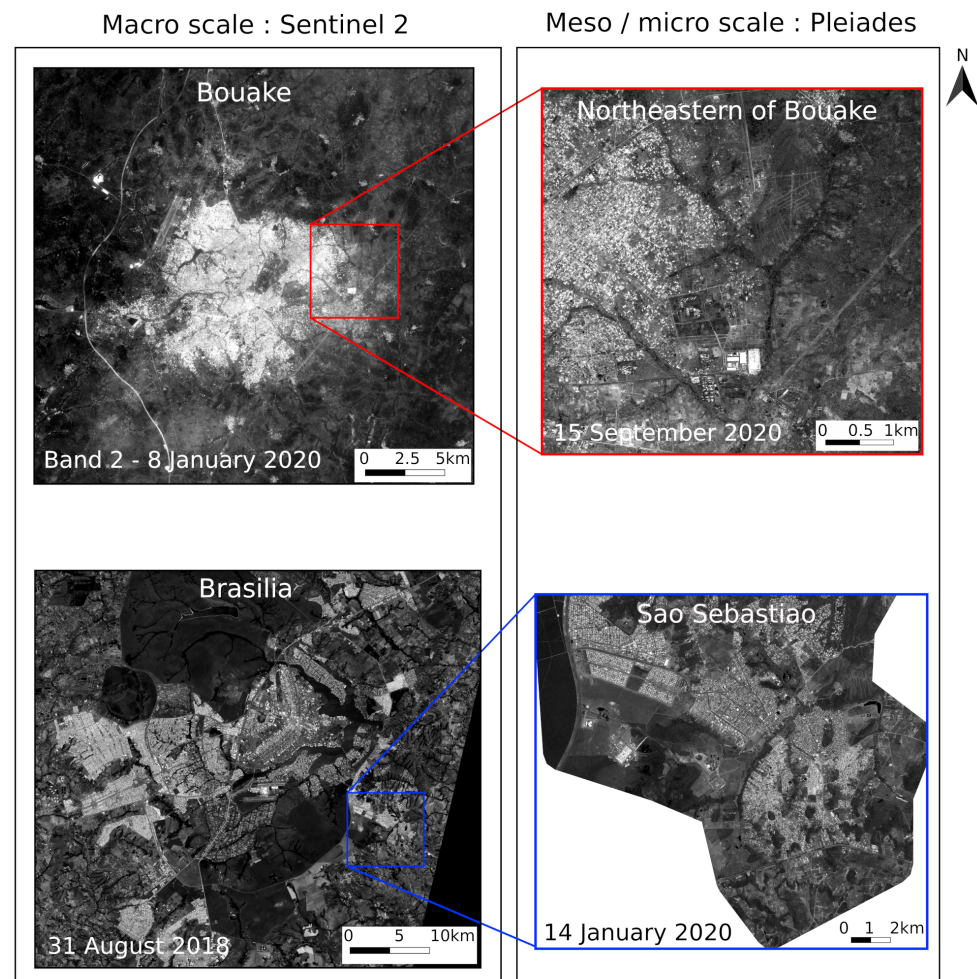 Macro scale : Sentinel 2
Meso / micro scale : Pleiades
N
Bouake
Band 2 - 8 January 2020
0 2.5 5km
Northeastern of Bouake
15 September 2020
0 0.5 1km
Brasilia
31 August 2018
0 5 10km
Sao Sebastiao
14 January 2020
0 1 2km